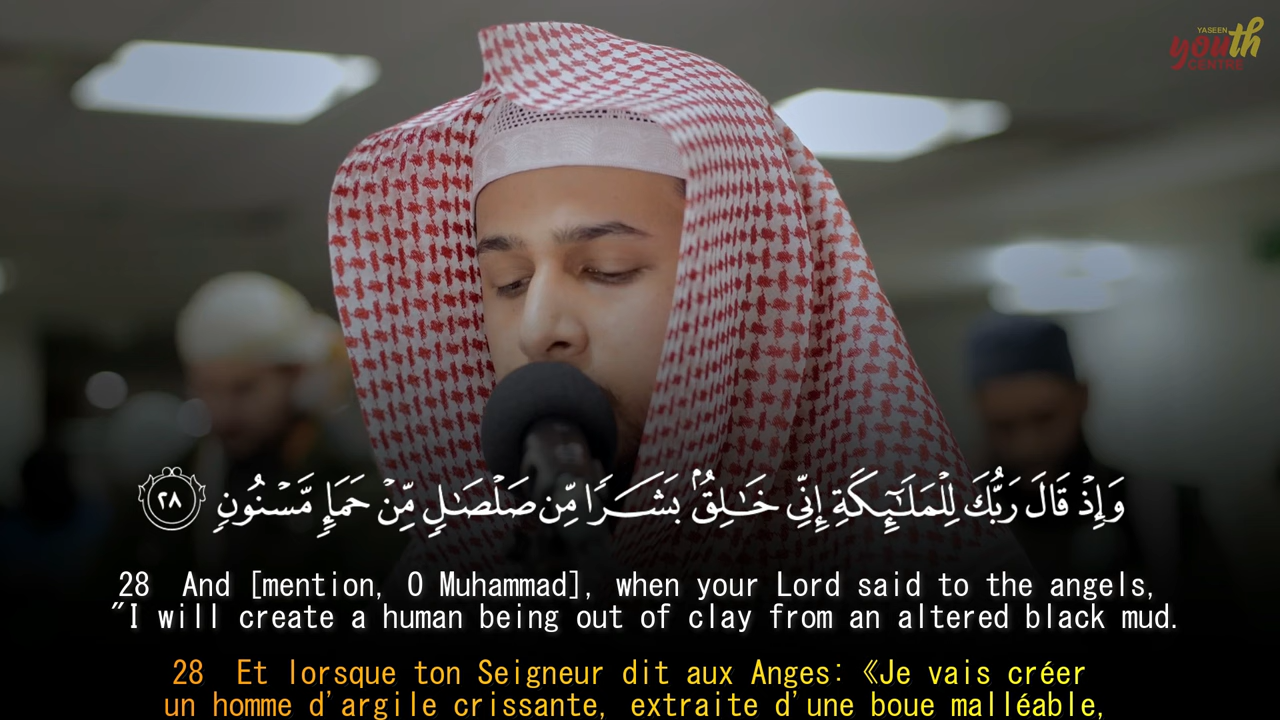 YASEEN
youth
CENTRE
وَإِذْ قَالَ رَبُّكَ لِلْمَلَـٰٓئِكَةِ إِنِّى خَـٰلِقٌۢ بَشَرًا مِّن صَلْصَـٰلٍ مِّنْ حَمَإٍ مَّسْنُونٍ ٢٨
28 And [mention, O Muhammad], when your Lord said to the angels,
"I will create a human being out of clay from an altered black mud.
28 Et lorsque ton Seigneur dit aux Anges: 《Je vais créer
un homme d'argile crissante, extraite d'une boue malléable,